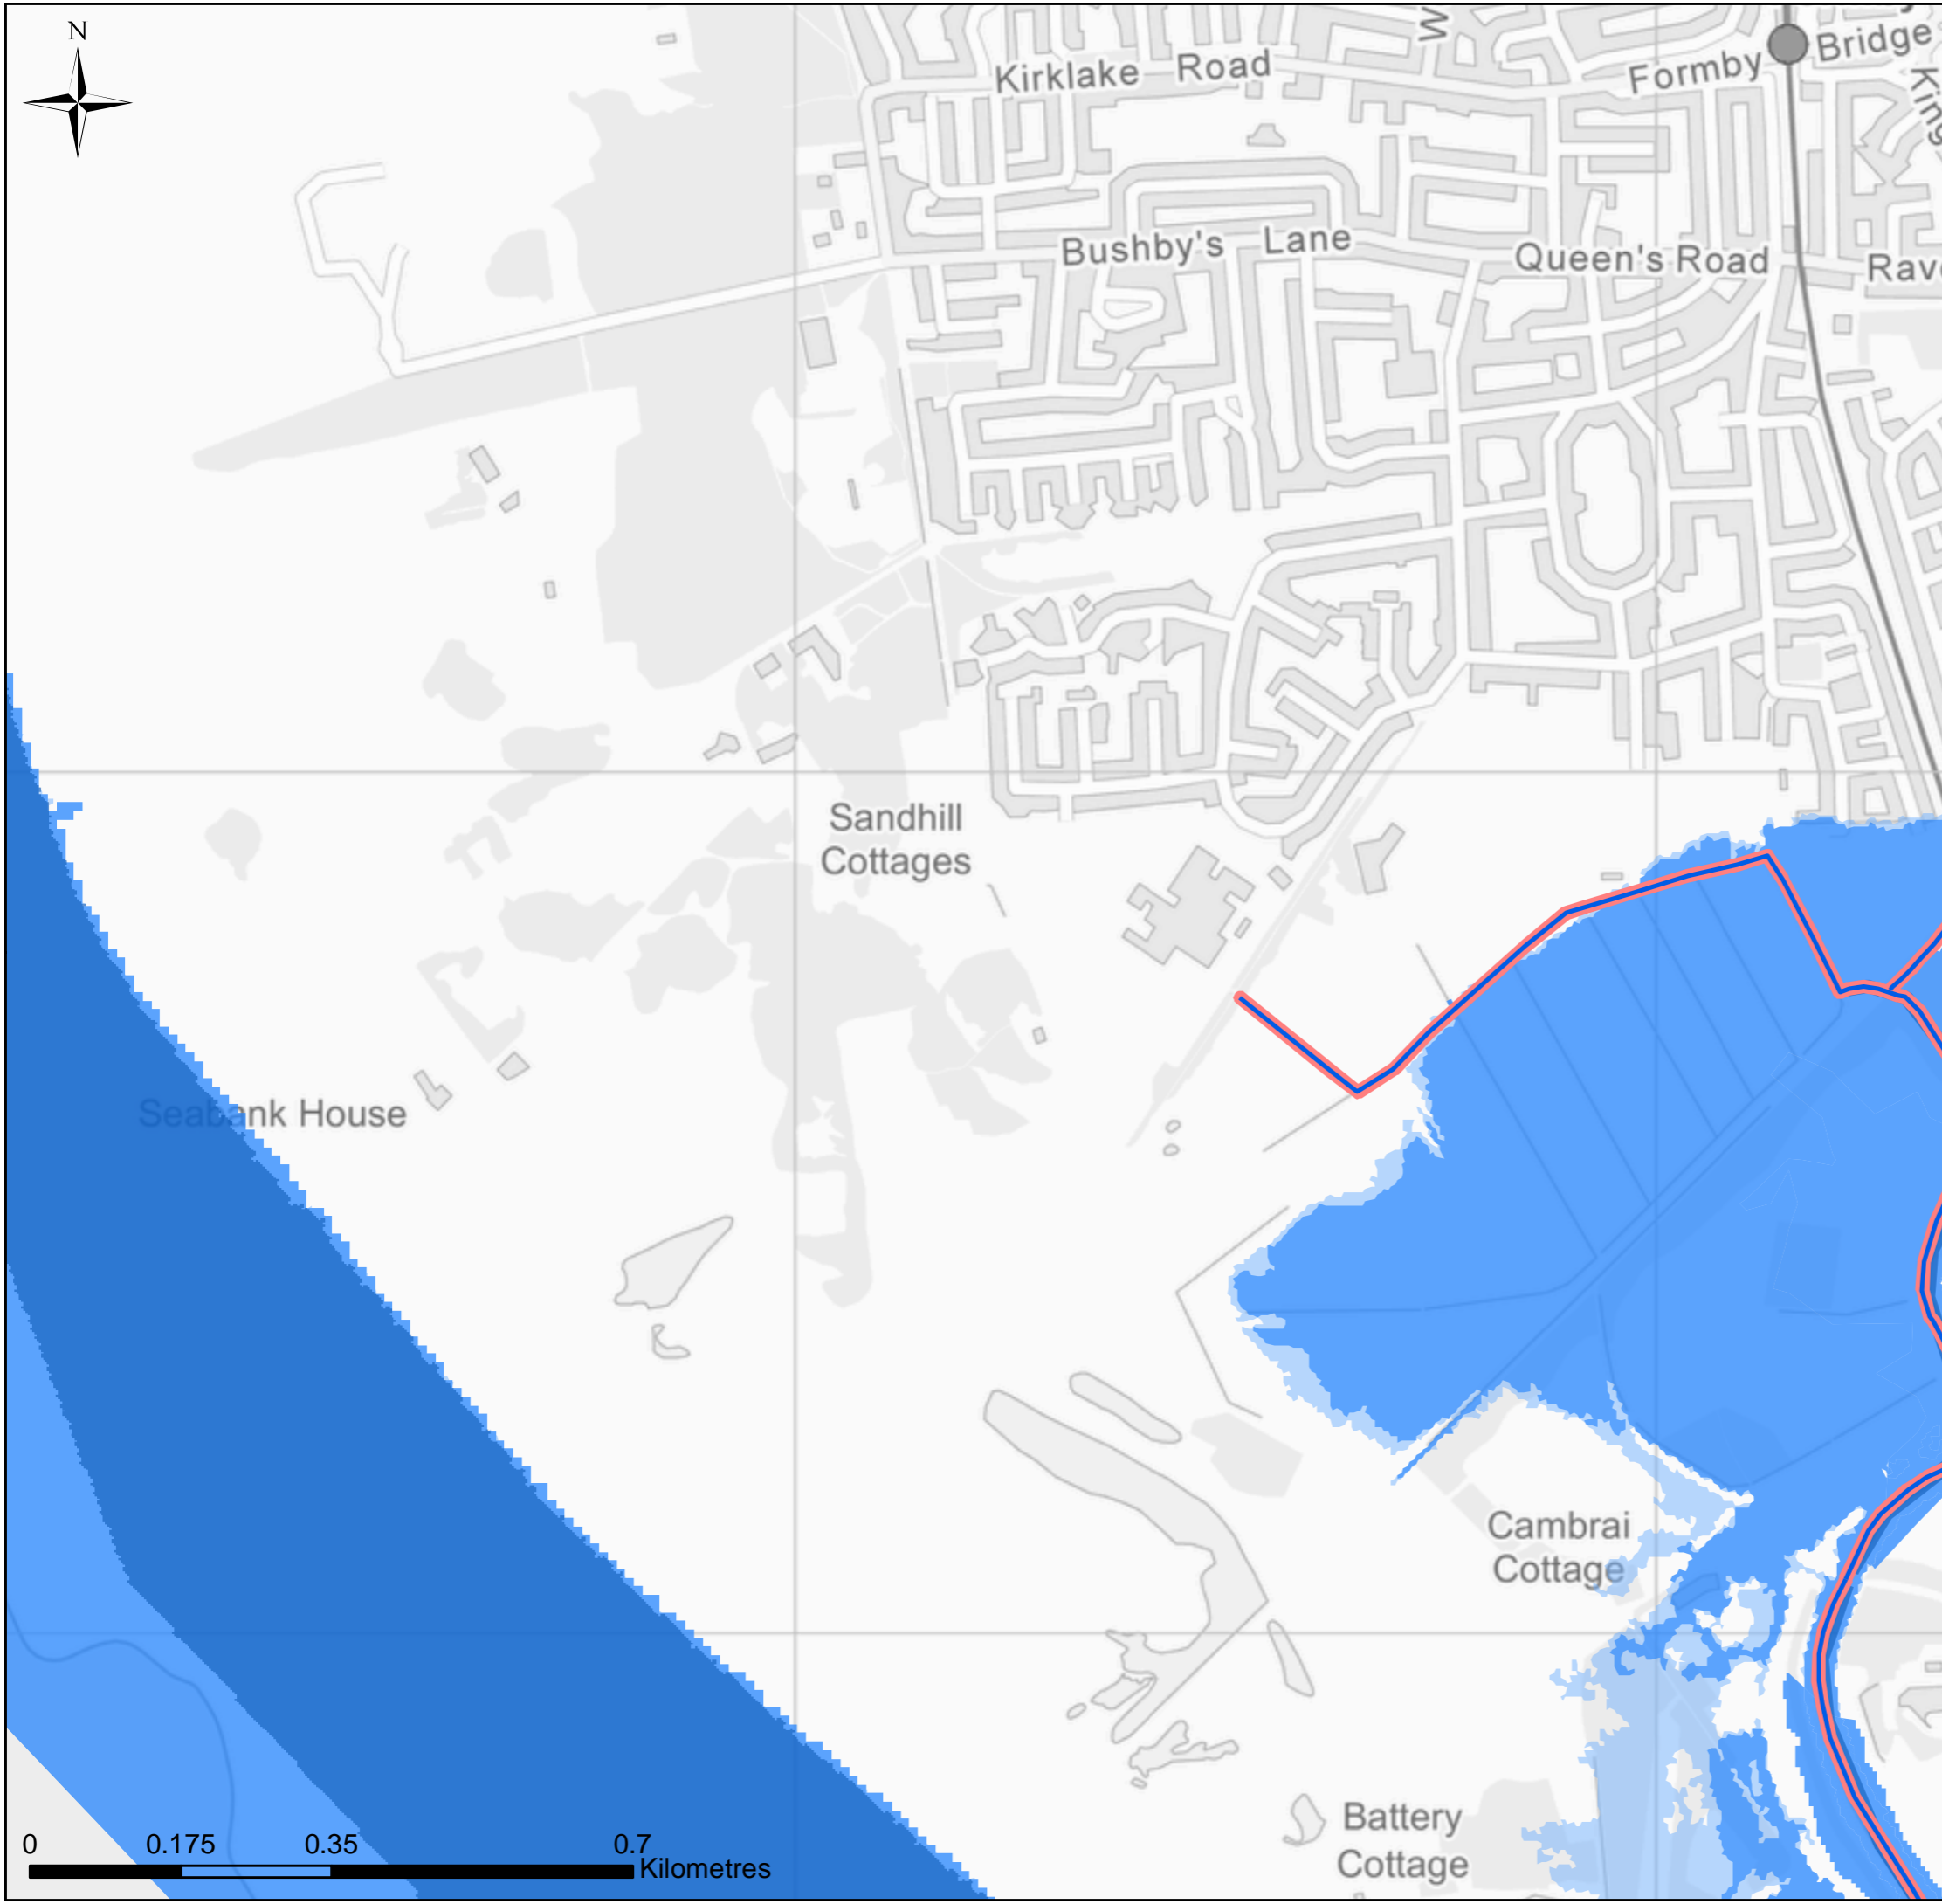 N
Kirklake Road
Formby
Bridge
Bushby's Lane
Queen's Road
Sandhill
Cottages
Seabank House
Cambrai
Cottage
Battery
Cottage
0 0.175 0.35 0.7
Kilometres